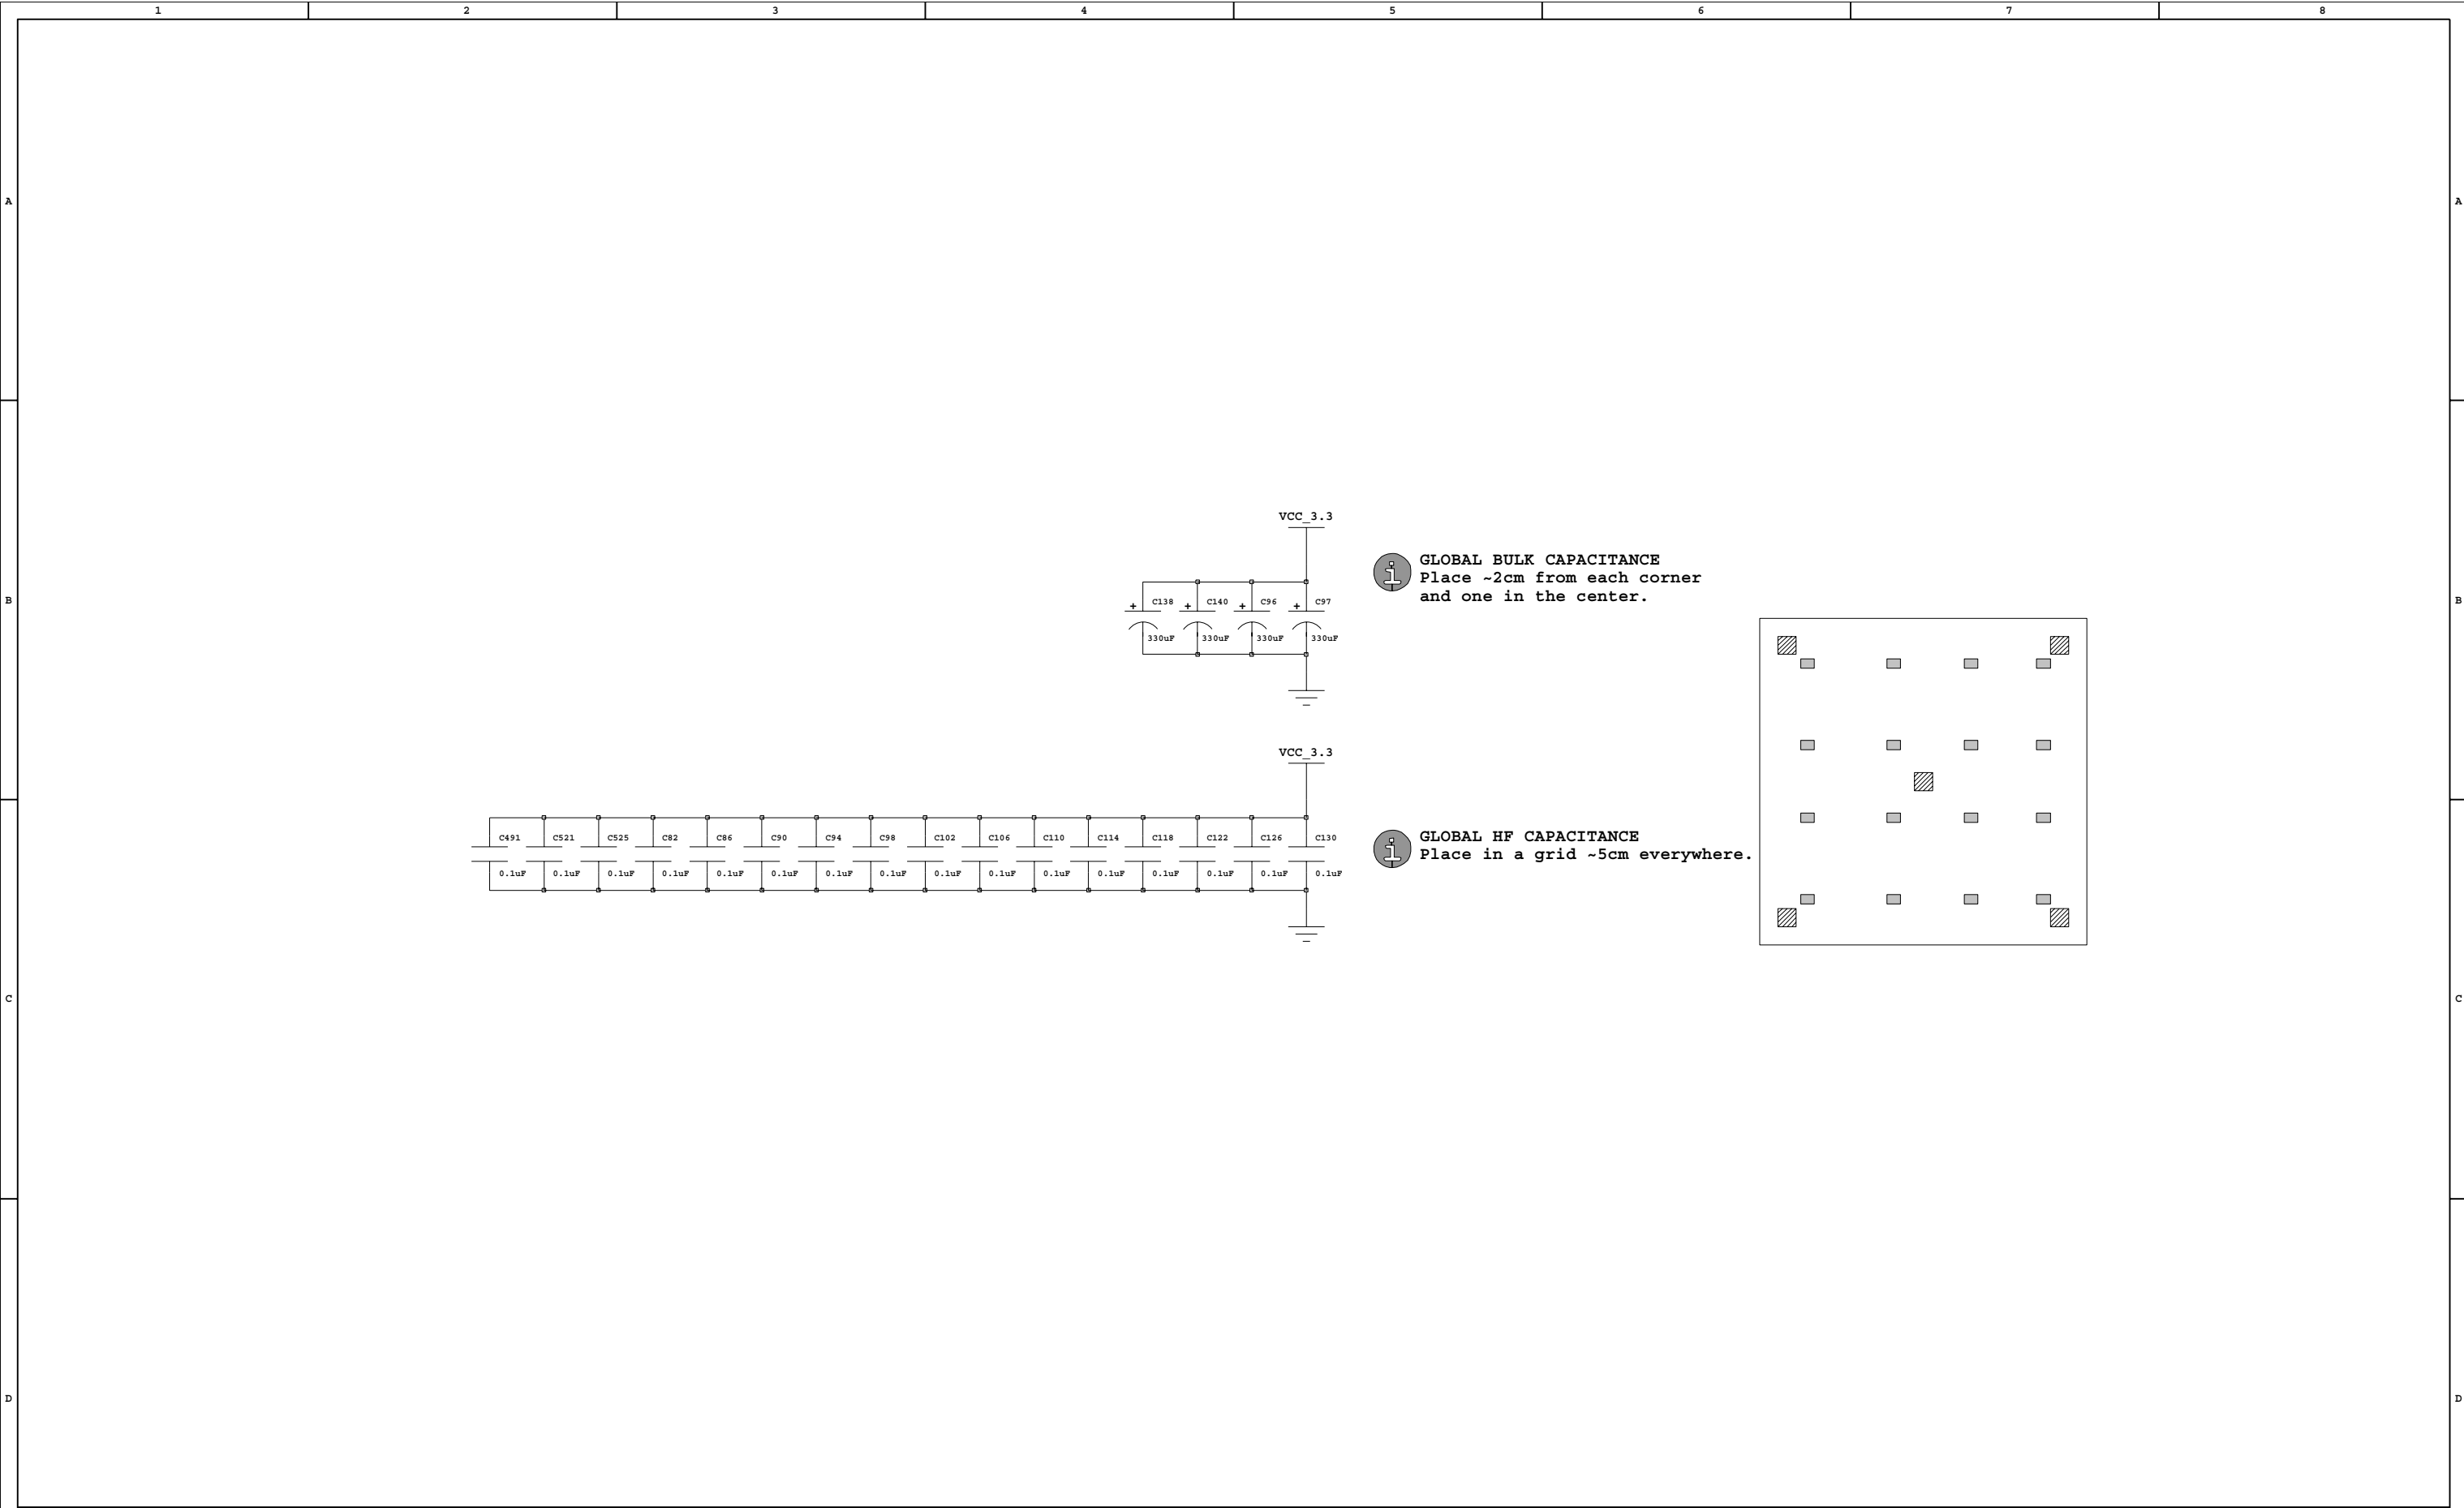 1 2 3 4 5 6 7 8
A A
VCC_3.3
GLOBAL BULK CAPACITANCE
Place ~2cm from each corner
and one in the center.
B B
+ C138 + C140 + C96 + C97
330uF 330uF 330uF 330uF
VCC_3.3
C491 C521 C525 C82 C86 C90 C94 C98 C102 C106 C110 C114 C118 C122 C126 C130
0.1uF 0.1uF 0.1uF 0.1uF 0.1uF 0.1uF 0.1uF 0.1uF 0.1uF 0.1uF 0.1uF 0.1uF 0.1uF 0.1uF 0.1uF 0.1uF
i GLOBAL HF CAPACITANCE
Place in a grid ~5cm everywhere.
C C
D D